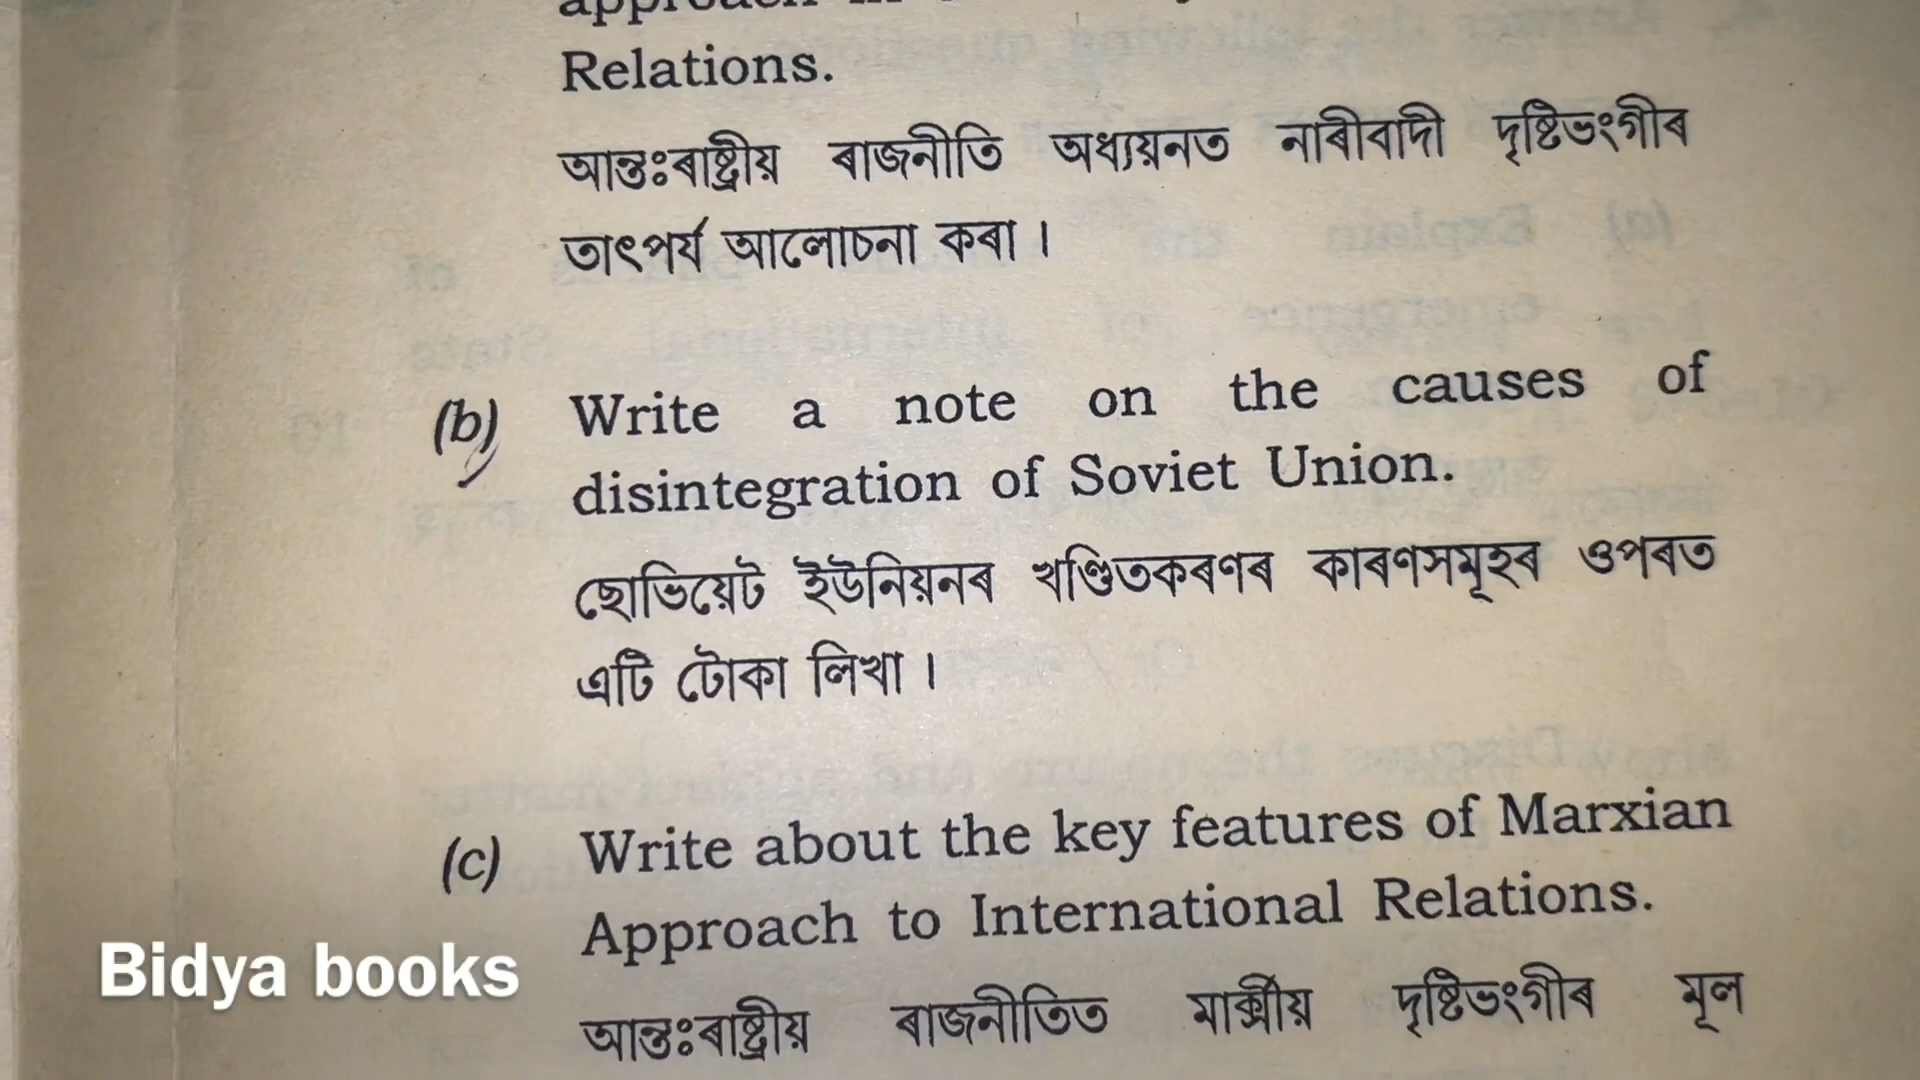 approach in
Relations.
আন্তঃৰাষ্ট্ৰীয় ৰাজনীতি অধ্যয়নত নাৰীবাদী দৃষ্টিভংগীৰ
তাৎপৰ্য আলোচনা কৰা ।
(b) Write a note on the causes of
disintegration of Soviet Union.
ছোভিয়েট ইউনিয়নৰ খণ্ডিতকৰণৰ কাৰণসমূহৰ ওপৰত
এটি টোকা লিখা ।
(c) Write about the key features of Marxian
Approach to International Relations.
আন্তঃৰাষ্ট্ৰীয় ৰাজনীতিত মাৰ্ক্সীয় দৃষ্টিভংগীৰ মূল
Bidya books